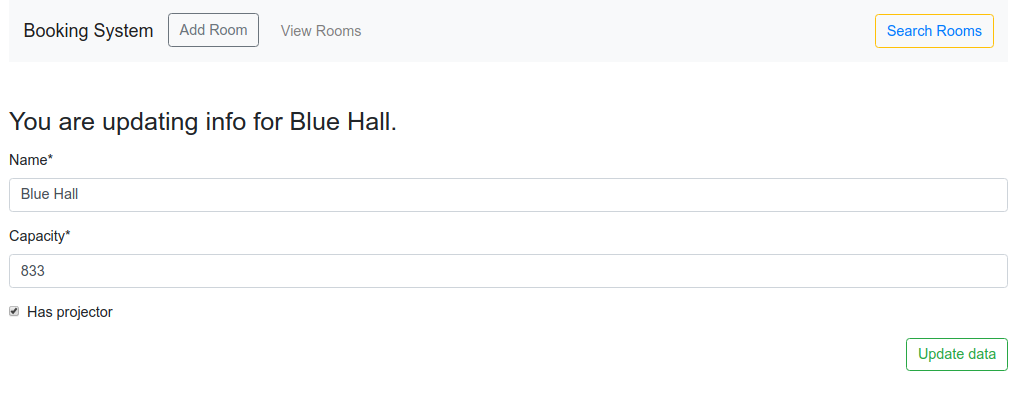 Booking System Add Room View Rooms Search Rooms
You are updating info for Blue Hall.
Name*
Blue Hall
Capacity*
833
Has projector
Update data